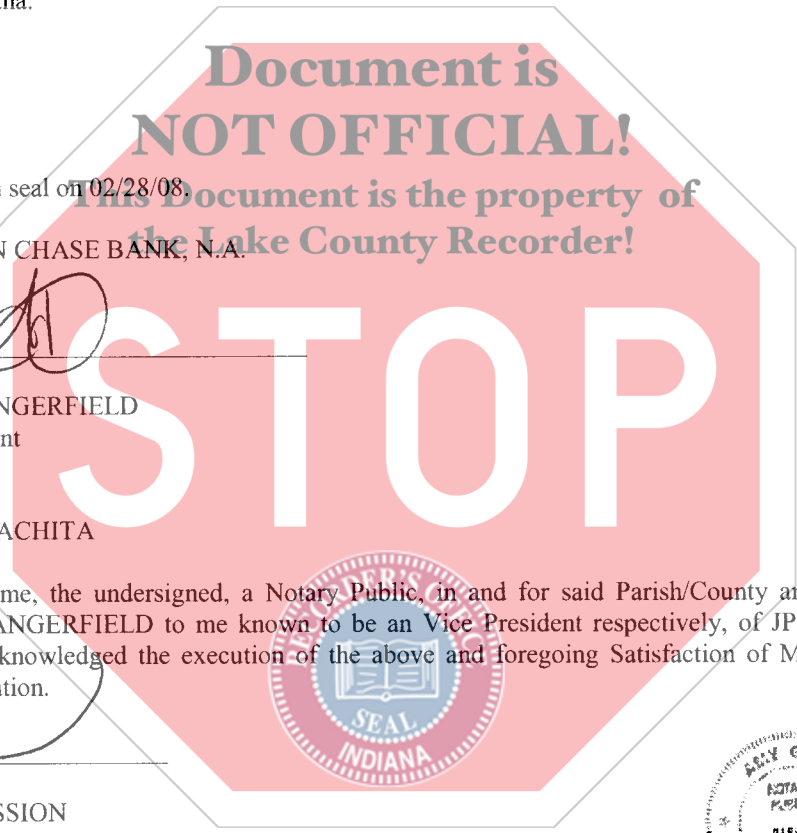 Document is
NOT OFFICIAL!
seal on 02/28/08.
This Document is the property of
N CHASE BANK, N.A.
the Lake County Recorder!
STOP
NGERFIELD
nt
ACHITA
me, the undersigned, a Notary Public, in and for said Parish/County
ANGERFIELD to me known to be an Vice President respectively, of JP
knowledged the execution of the above and foregoing Satisfaction of M
ation.
RECORDER'S OFFICE
SEAL
INDIANA
SSION